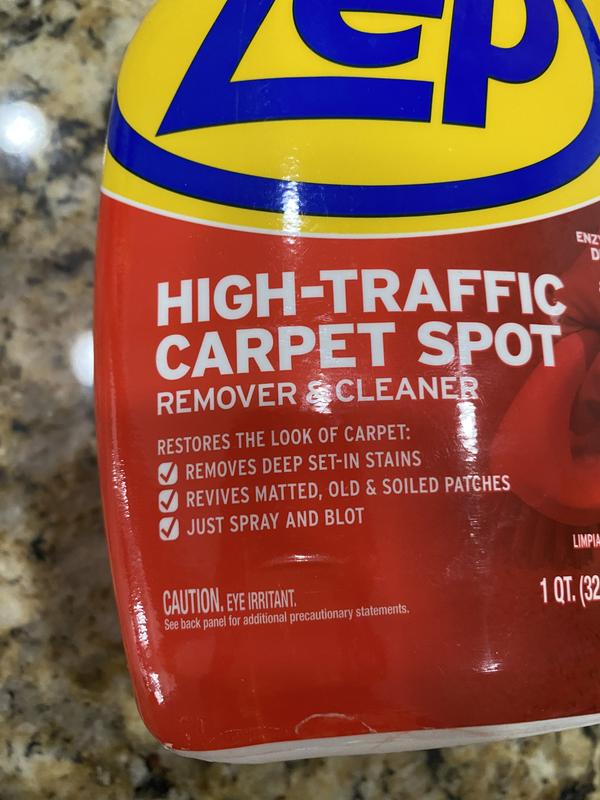 Zep
HIGH-TRAFFIC
CARPET SPOT
REMOVER & CLEANER
RESTORES THE LOOK OF CARPET:
REMOVES DEEP SET-IN STAINS
REVIVES MATTED, OLD & SOILED PATCHES
JUST SPRAY AND BLOT
CAUTION. EYE IRRITANT.
See back panel for additional precautionary statements.
1 QT. (32